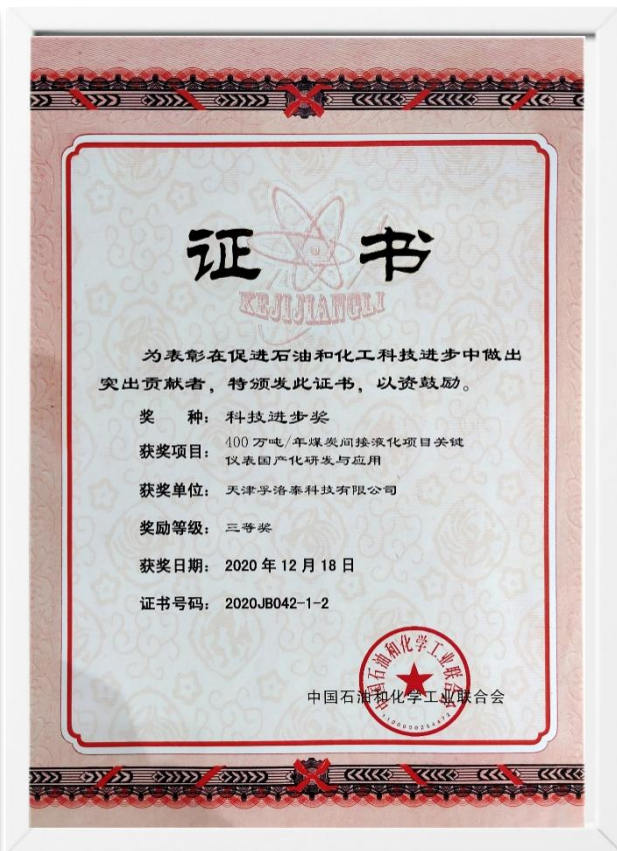 证 书
KEJIJIANGLI
为表彰在促进石油和化工科技进步中做出
突出贡献者，特颁发此证书，以资鼓励。
奖 种：科技进步奖
获奖项目：400万吨/年煤炭间接液化项目关键
仪表国产化研发与应用
获奖单位：天津孚洛泰科技有限公司
奖励等级：三等奖
获奖日期：2020年12月18日
证书号码：2020JB042-1-2
中国石油和化学工业联合会
中国石油和化学工业联合会